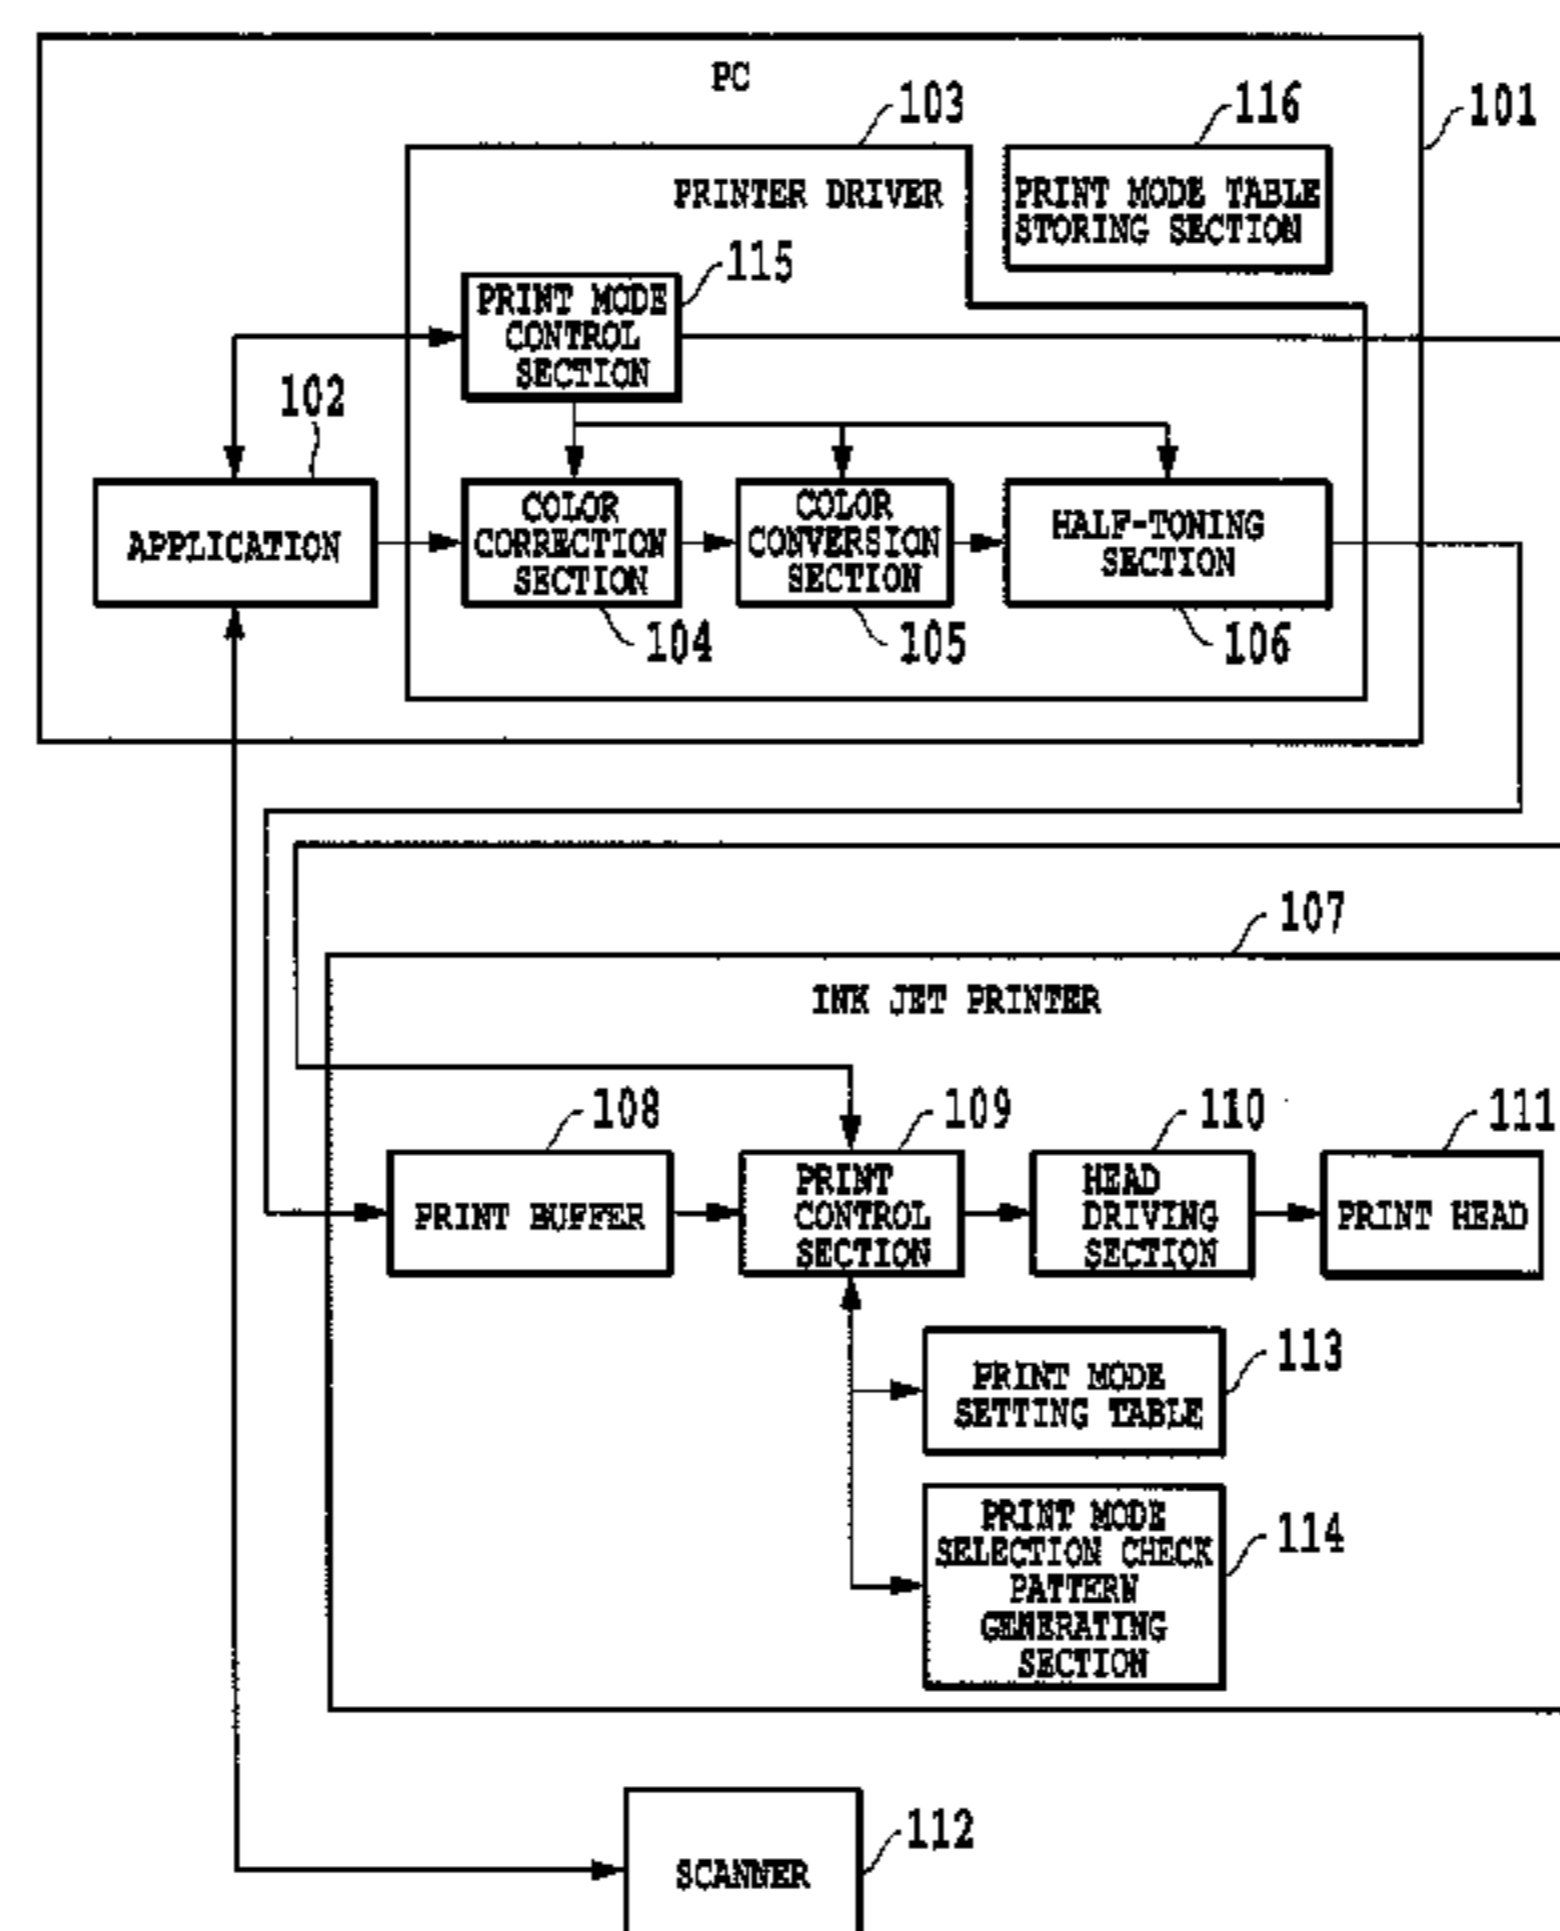 PC
103
116
101
PRINTER DRIVER
PRINT MODE TABLE
STORING SECTION
115
PRINT MODE
CONTROL
SECTION
102
APPLICATION
COLOR
CORRECTION
SECTION
COLOR
CONVERSION
SECTION
HALF-TONING
SECTION
104
105
106
107
INK JET PRINTER
108
109
110
111
PRINT BUFFER
PRINT
CONTROL
SECTION
HEAD
DRIVING
SECTION
PRINT HEAD
113
PRINT MODE
SETTING TABLE
114
PRINT MODE
SELECTION CHECK
PATTERN
GENERATING
SECTION
112
SCANNER